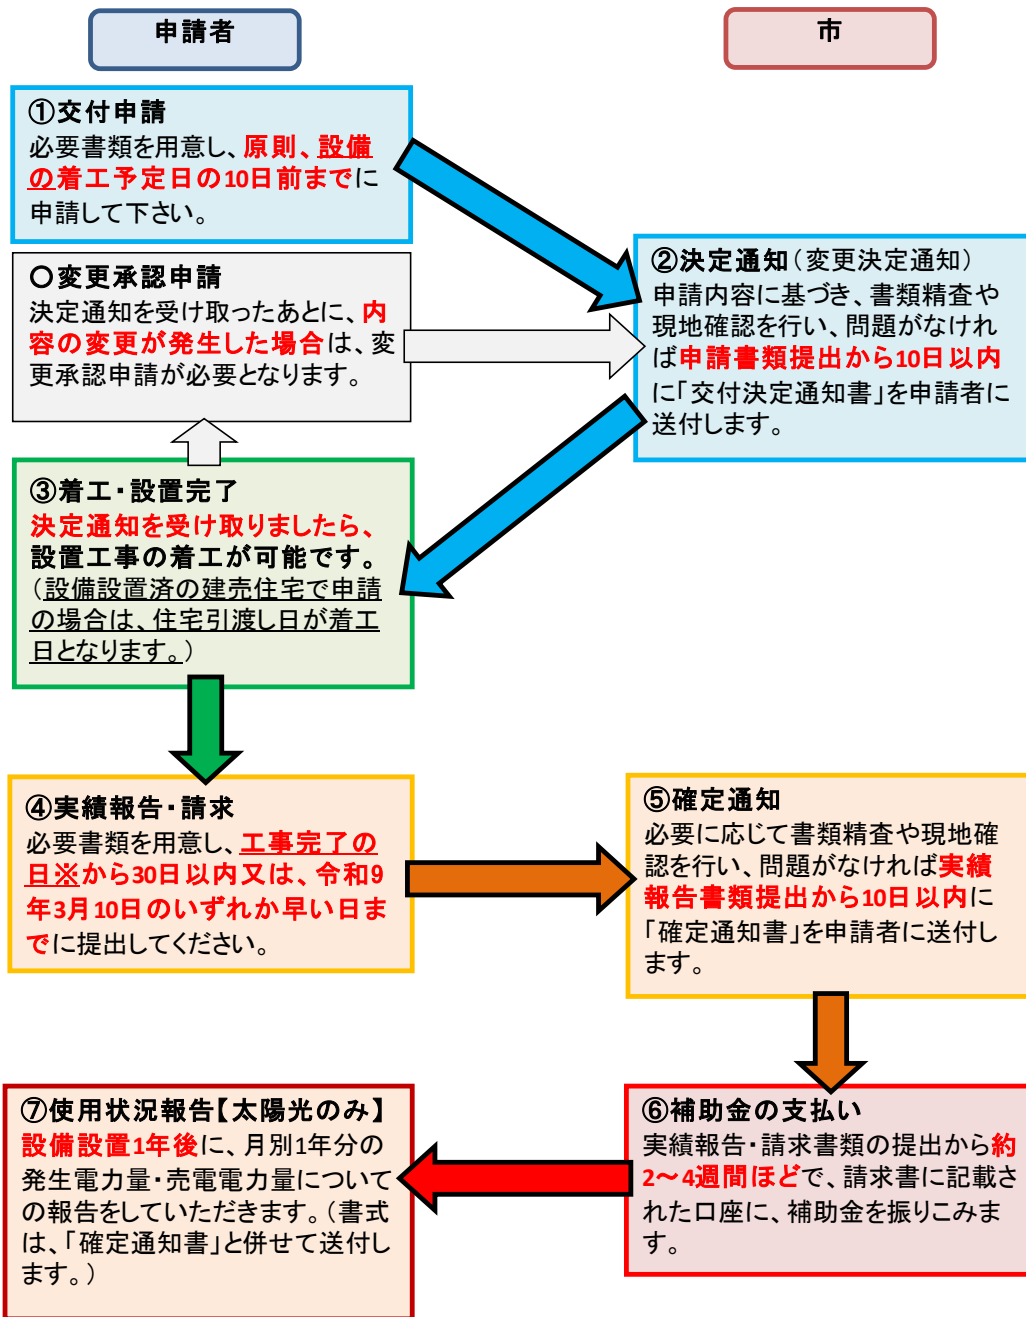 申請者
市
①交付申請
必要書類を用意し、原則、設備
の着工予定日の10日前までに
申請して下さい。
②決定通知（変更決定通知）
申請内容に基づき、書類精査や
現地確認を行い、問題がなけれ
ば申請書類提出から10日以内
に「交付決定通知書」を申請者に
送付します。
〇変更承認申請
決定通知を受け取ったあとに、内
容の変更が発生した場合は、変
更承認申請が必要となります。
③着工・設置完了
決定通知を受け取りましたら、
設置工事の着工が可能です。
（設備設置済の建売住宅で申請
の場合は、住宅引渡し日が着工
日となります。）
④実績報告・請求
必要書類を用意し、工事完了の
日※から30日以内又は、令和9
年3月10日のいずれか早い日ま
でに提出してください。
⑤確定通知
必要に応じて書類精査や現地確
認を行い、問題がなければ実績
報告書類提出から10日以内に
「確定通知書」を申請者に送付し
ます。
⑥補助金の支払い
実績報告・請求書類の提出から約
2～4週間ほどで、請求書に記載さ
れた口座に、補助金を振りこみま
す。
⑦使用状況報告【太陽光のみ】
設備設置1年後に、月別1年分の
発生電力量・売電電力量について
の報告をしていただきます。（書式
は、「確定通知書」と併せて送付し
ます。）